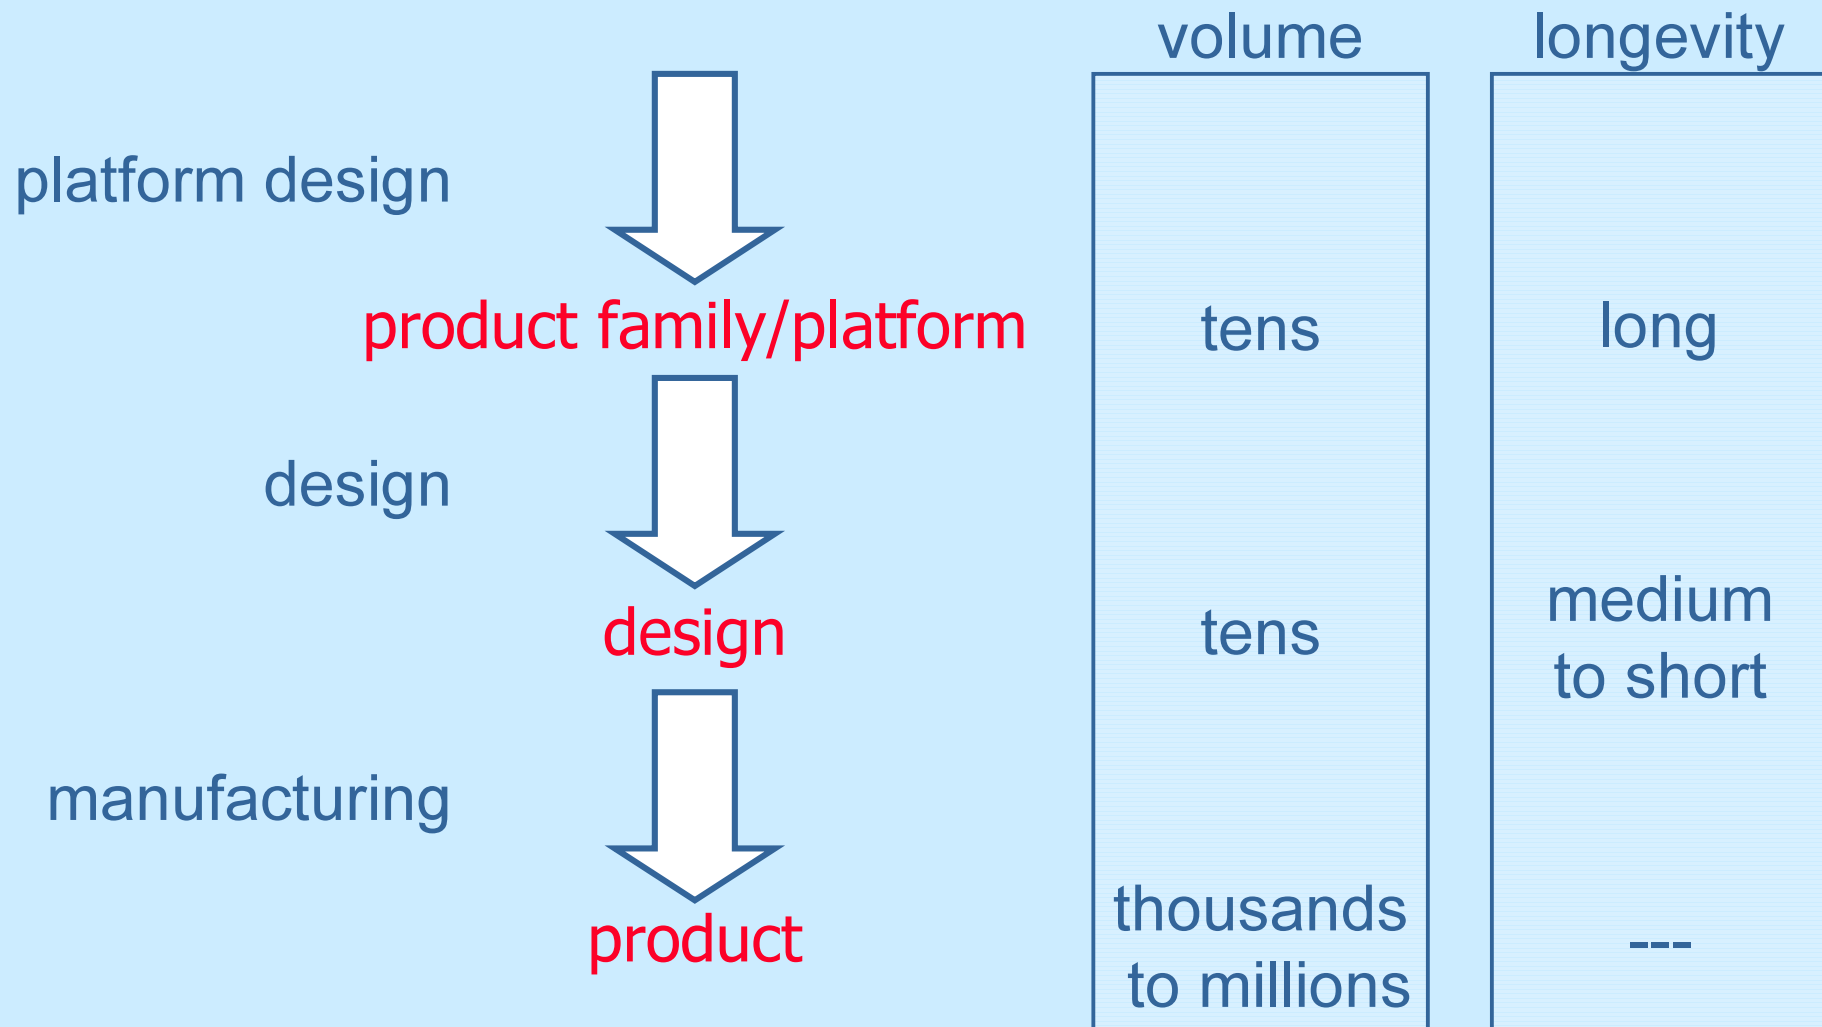 volume
longevity
platform design
product family/platform
tens
long
design
design
tens
medium
to short
manufacturing
product
thousands
to millions
---